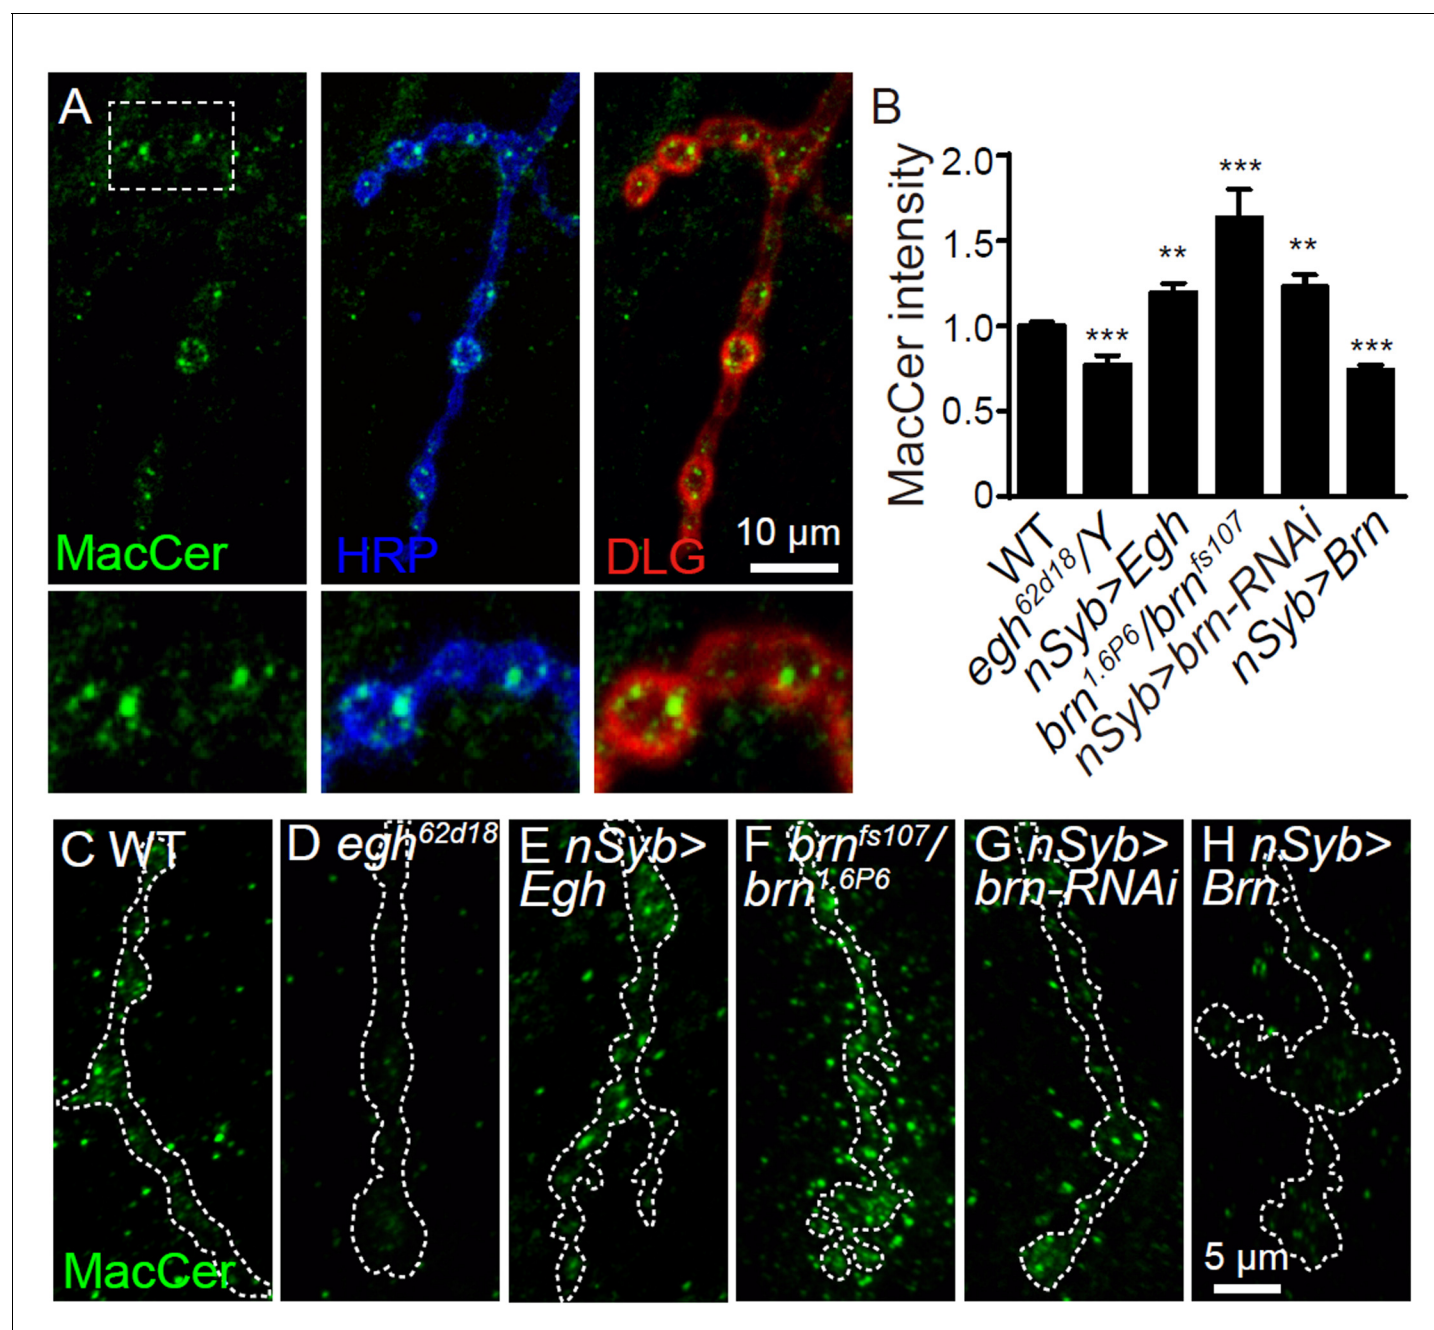 A
MacCer
HRP
DLG
10 µm
B
MacCer intensity
2.0
1.5
1.0
0.5
0
***
**
***
**
***
WT
egh62d18/Y
nSyb>Egh
brn1.6P6/brnfs107
nSyb>brn-RNAi
nSyb>Brn
C WT
MacCer
D egh62d18
E nSyb>
Egh
F brnfs107/
brn1.6P6
G nSyb>
brn-RNAi
H nSyb>
Brn
5 µm